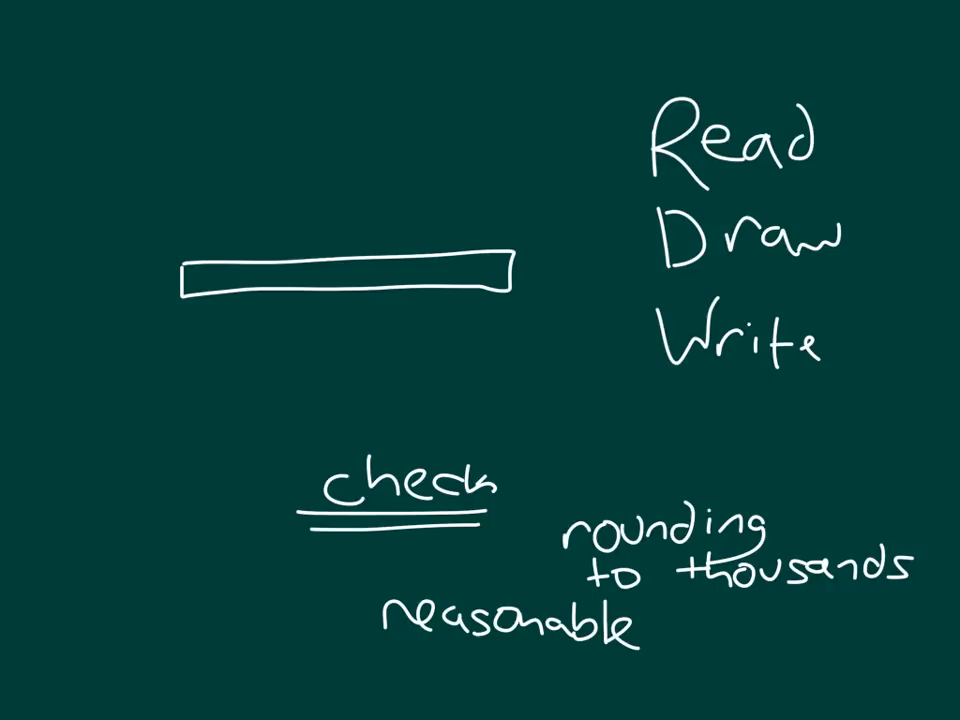 Read
Draw
Write
check
rounding
to thousands
reasonable